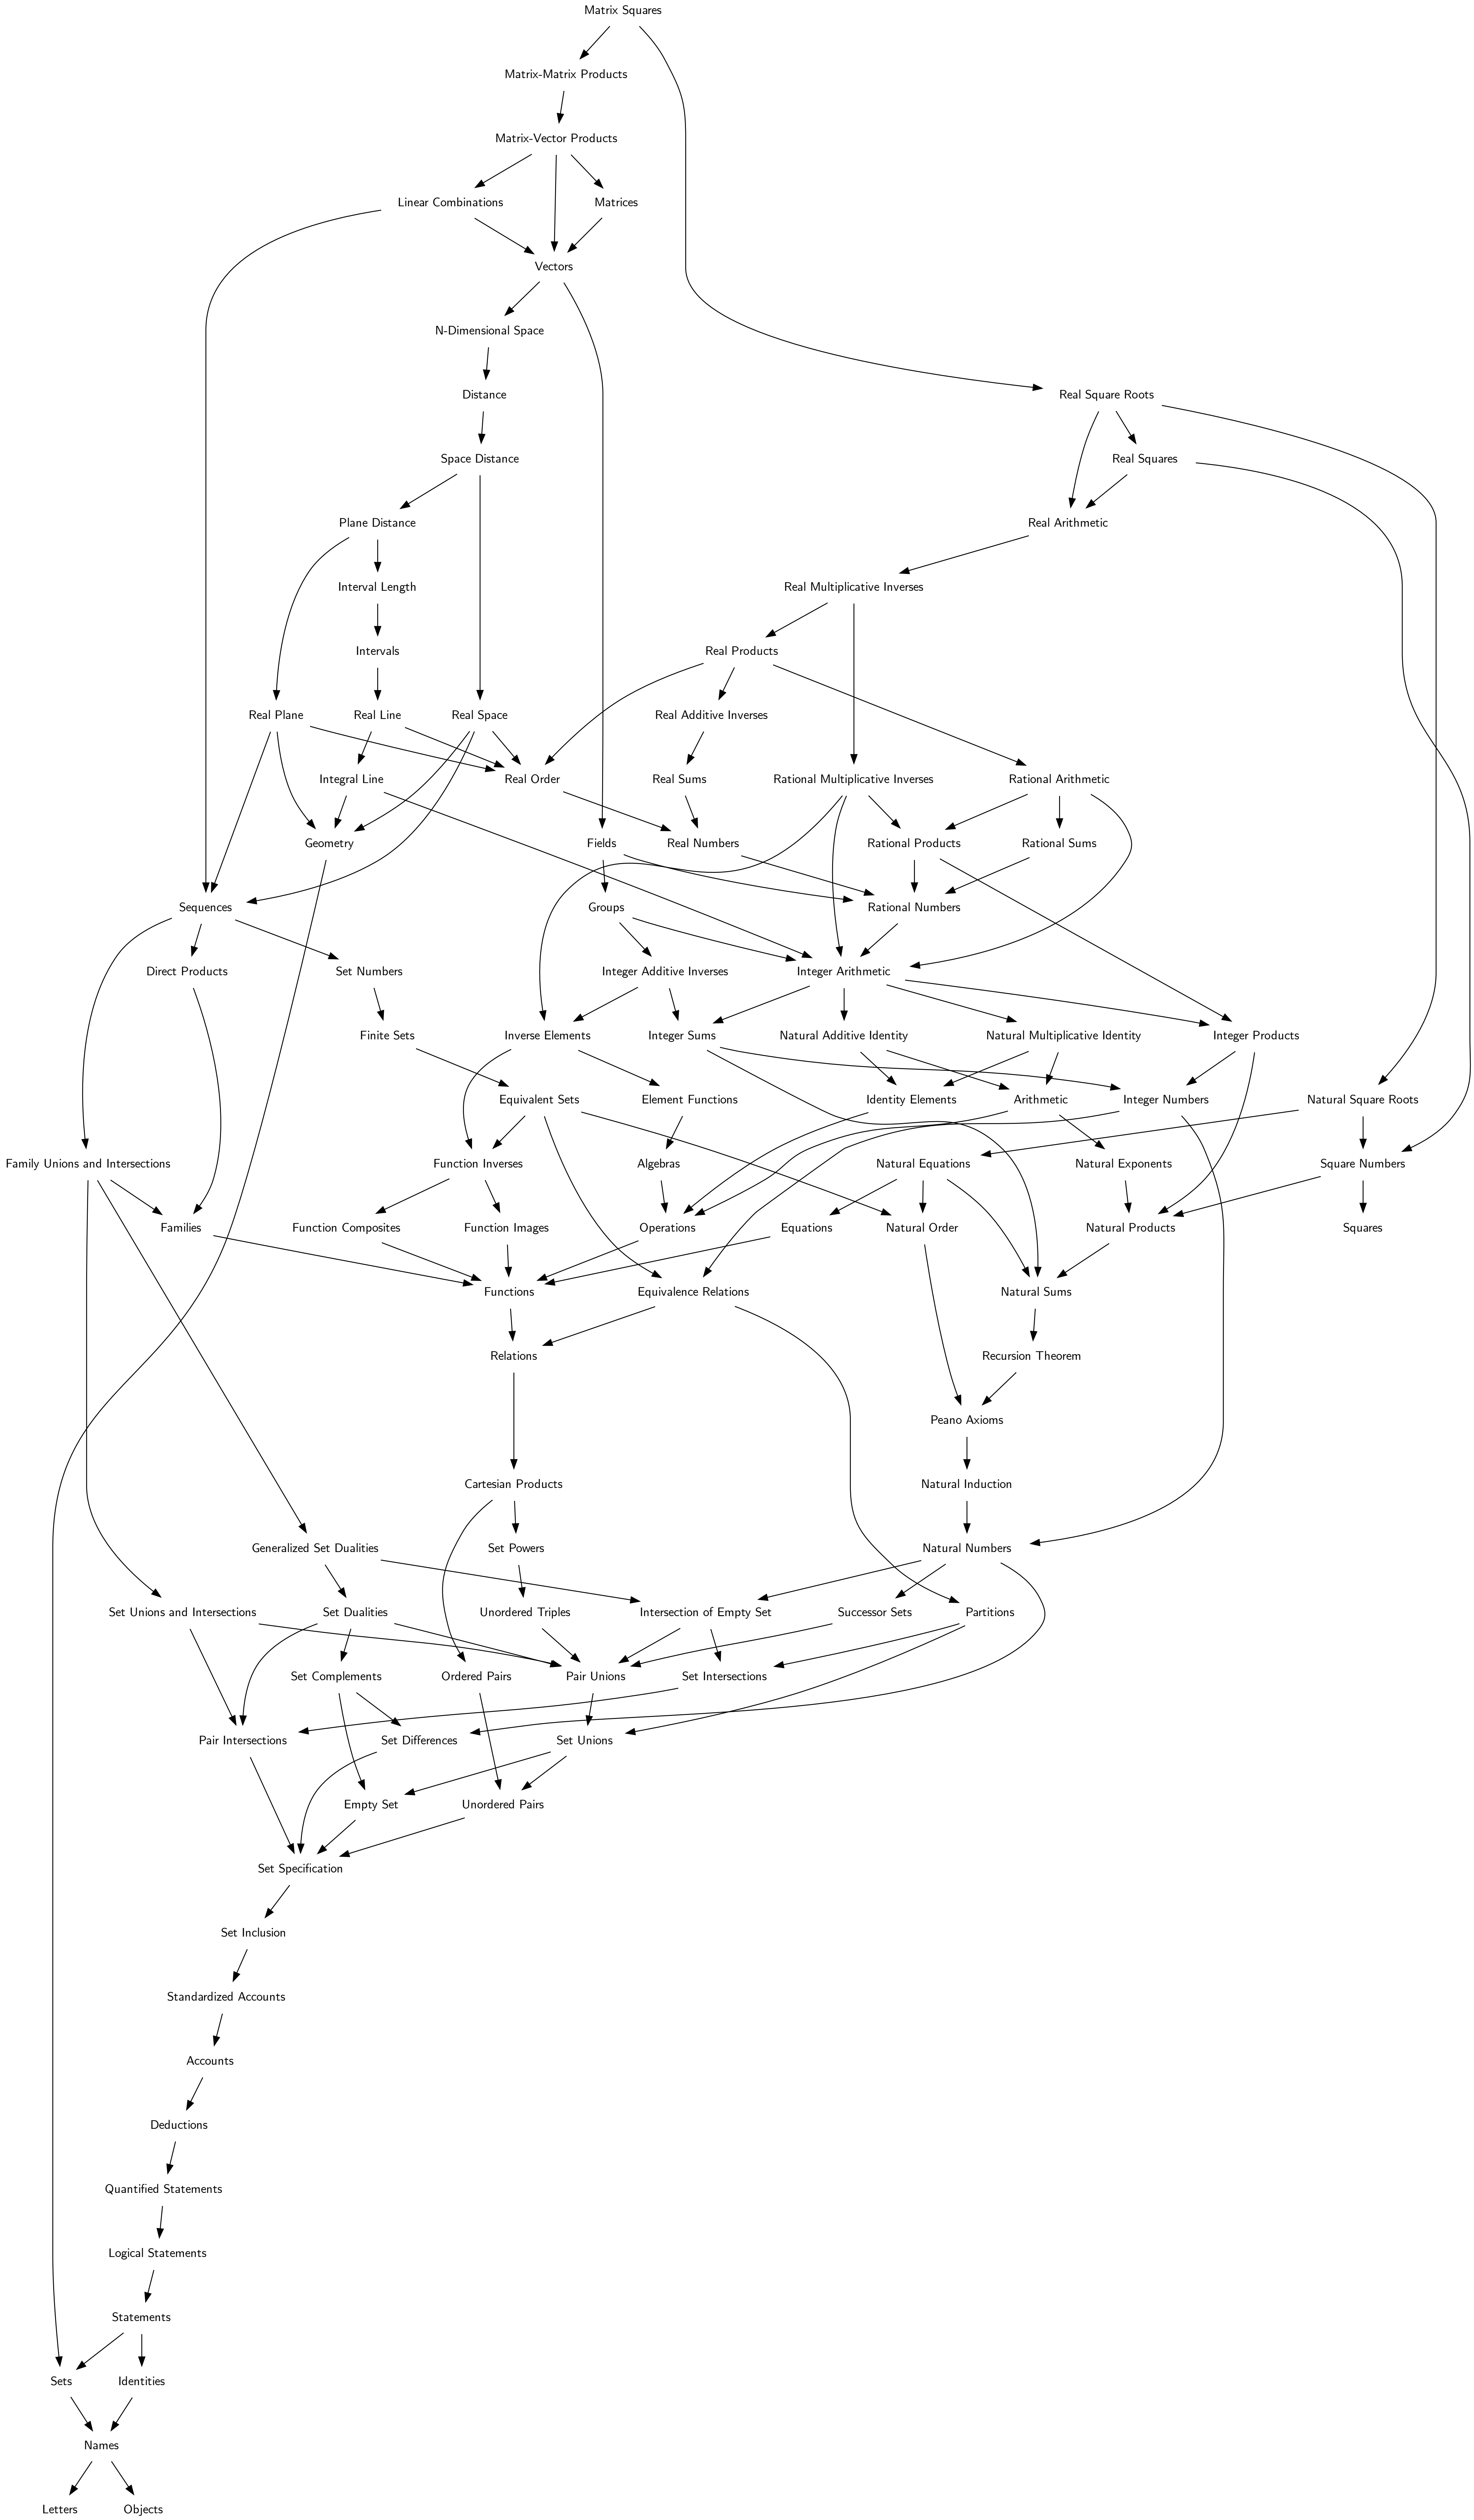 Matrix Squares
Matrix-Matrix Products
Matrix-Vector Products
Linear Combinations
Matrices
Vectors
N-Dimensional Space
Distance
Real Square Roots
Space Distance
Real Squares
Plane Distance
Real Arithmetic
Interval Length
Real Multiplicative Inverses
Intervals
Real Products
Real Plane
Real Line
Real Space
Real Additive Inverses
Integral Line
Real Order
Real Sums
Rational Multiplicative Inverses
Rational Arithmetic
Geometry
Fields
Real Numbers
Rational Products
Rational Sums
Sequences
Groups
Rational Numbers
Direct Products
Set Numbers
Integer Additive Inverses
Integer Arithmetic
Finite Sets
Inverse Elements
Integer Sums
Natural Additive Identity
Natural Multiplicative Identity
Integer Products
Equivalent Sets
Element Functions
Identity Elements
Arithmetic
Integer Numbers
Natural Square Roots
Family Unions and Intersections
Function Inverses
Algebras
Natural Equations
Natural Exponents
Square Numbers
Families
Function Composites
Function Images
Operations
Equations
Natural Order
Natural Products
Squares
Functions
Equivalence Relations
Natural Sums
Relations
Recursion Theorem
Peano Axioms
Cartesian Products
Natural Induction
Generalized Set Dualities
Set Powers
Natural Numbers
Set Unions and Intersections
Set Dualities
Unordered Triples
Intersection of Empty Set
Successor Sets
Partitions
Set Complements
Ordered Pairs
Pair Unions
Set Intersections
Pair Intersections
Set Differences
Set Unions
Empty Set
Unordered Pairs
Set Specification
Set Inclusion
Standardized Accounts
Accounts
Deductions
Quantified Statements
Logical Statements
Statements
Sets
Identities
Names
Letters
Objects